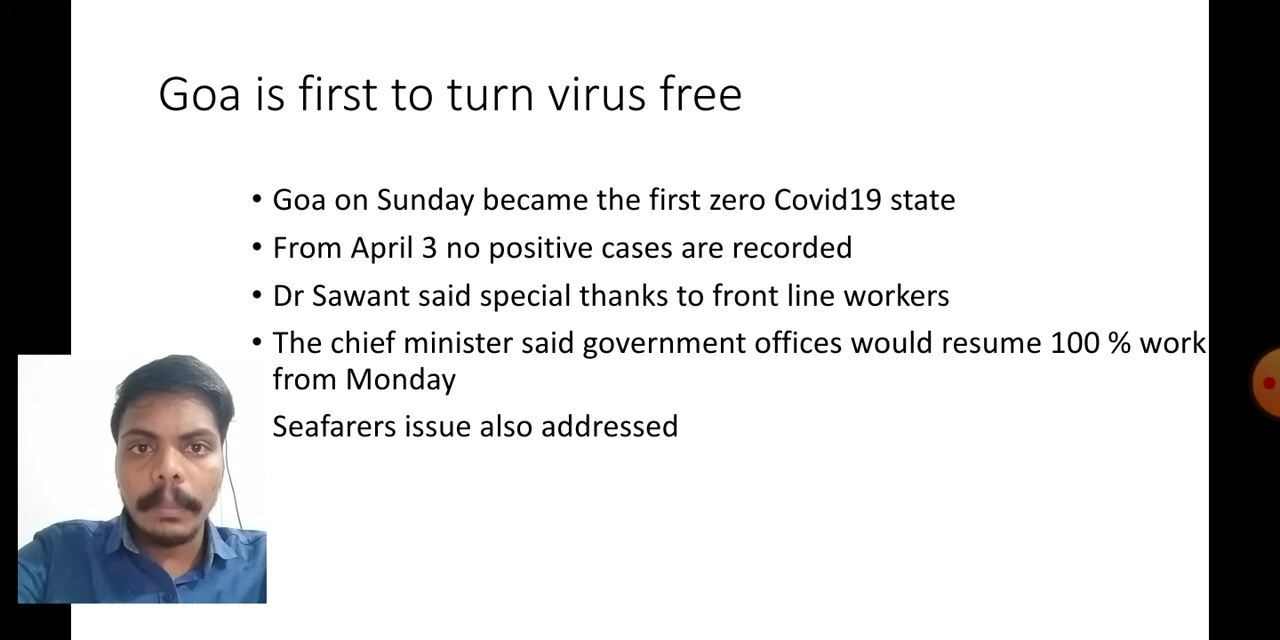 Goa is first to turn virus free
• Goa on Sunday became the first zero Covid19 state
• From April 3 no positive cases are recorded
• Dr Sawant said special thanks to front line workers
• The chief minister said government offices would resume 100 % work
from Monday
Seafarers issue also addressed